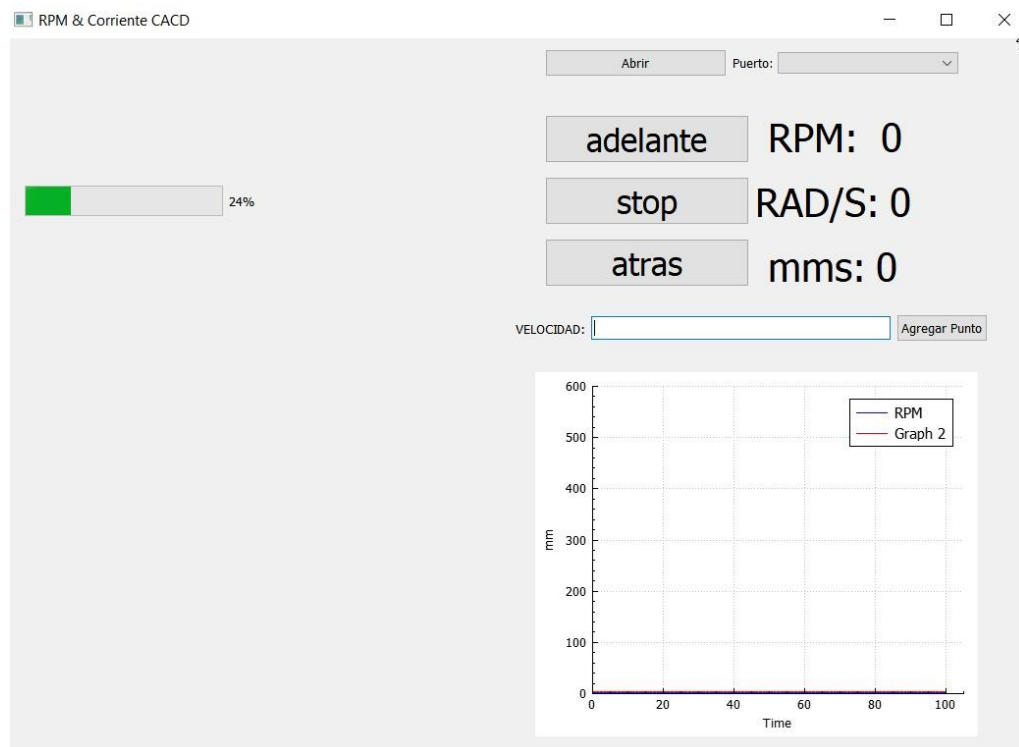 RPM & Corriente CACD
Abrir
Puerto:
adelante
RPM: 0
24%
stop
RAD/S: 0
atras
mms: 0
VELOCIDAD:
Agregar Punto
600
RPM
Graph 2
500
400
mm
300
200
100
0
0 20 40 60 80 100
Time